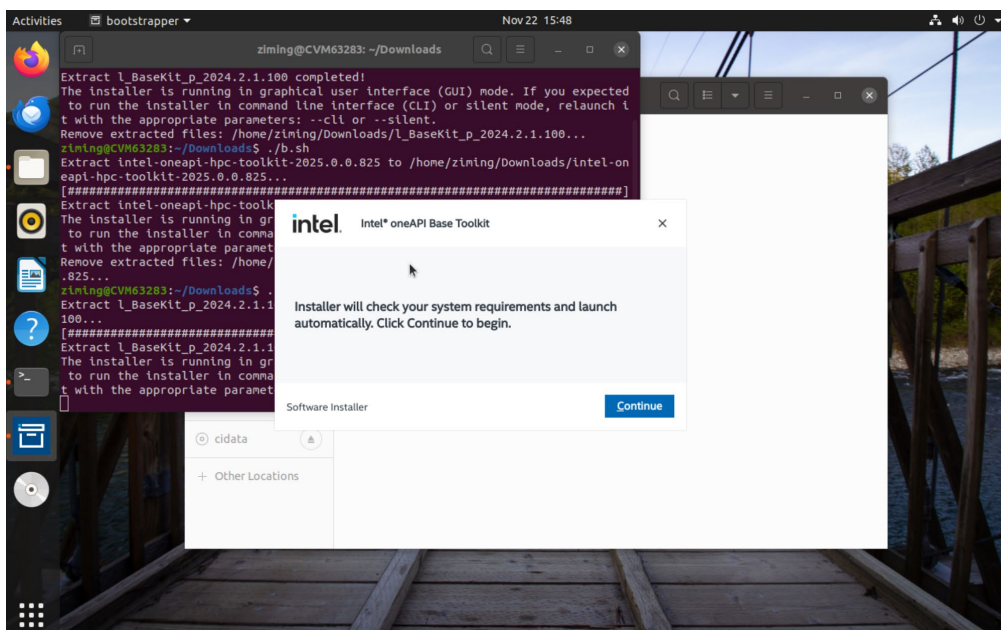 Activities
bootstrapper
Nov 22 15:48
ziming@CVM63283: ~/Downloads
Extract l_BaseKit_p_2024.2.1.100 completed!
The installer is running in graphical user interface (GUI) mode. If you expected
to run the installer in command line interface (CLI) or silent mode, relaunch i
t with the appropriate parameters: --cli or --silent.
Remove extracted files: /home/ziming/Downloads/l_BaseKit_p_2024.2.1.100...
ziming@CVM63283:~/Downloads$ ./b.sh
Extract intel-oneapi-hpc-toolkit-2025.0.0.825 to /home/ziming/Downloads/intel-on
eapi-hpc-toolkit-2025.0.0.825...
[##############################################################################]
Extract intel-oneapi-hpc-toolk
The installer is running in gr
to run the installer in comma
t with the appropriate paramet
Remove extracted files: /home/
.825...
ziming@CVM63283:~/Downloads$ .
Extract l_BaseKit_p_2024.2.1.1
100...
[#############################
Extract l_BaseKit_p_2024.2.1.1
The installer is running in gr
to run the installer in comma
t with the appropriate paramet
intel.
Intel® oneAPI Base Toolkit
Installer will check your system requirements and launch
automatically. Click Continue to begin.
Software Installer
Continue
cidata
+ Other Locations